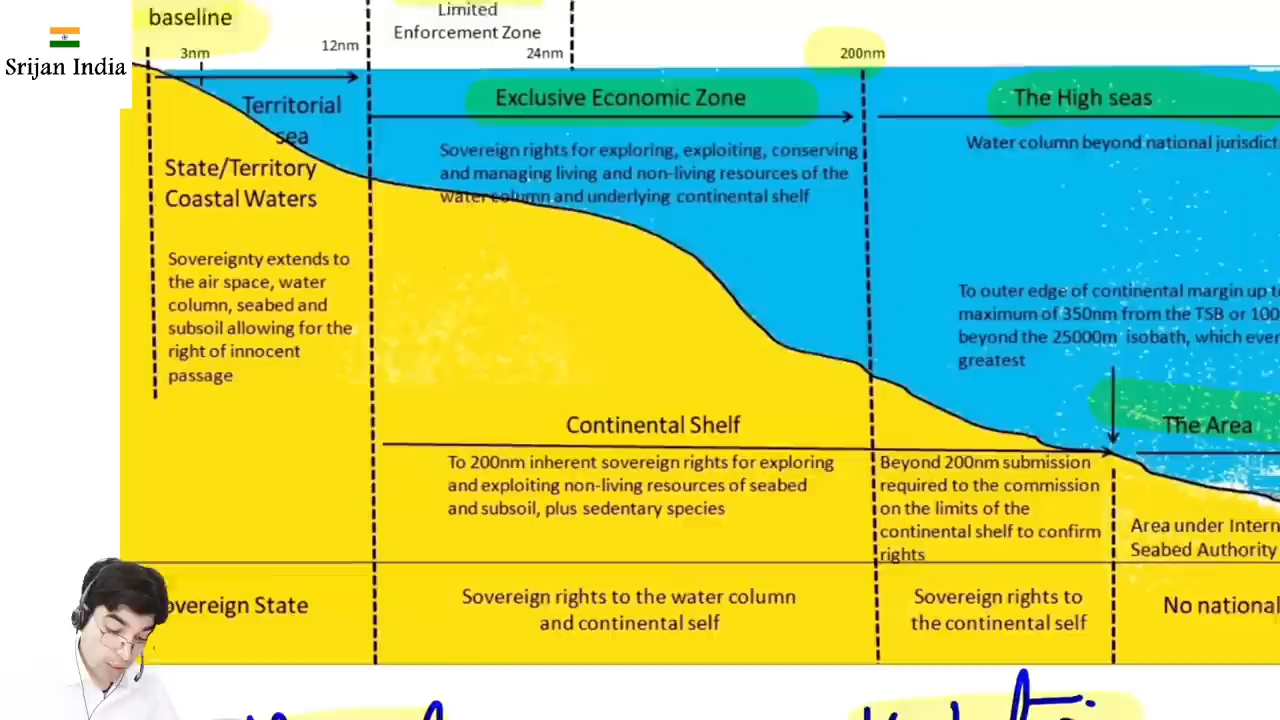 baseline
Limited
Enforcement Zone
3nm
12nm
24nm
200nm
Srijan India
Territorial
sea
Exclusive Economic Zone
The High seas
State/Territory
Coastal Waters
Sovereign rights for exploring, exploiting, conserving
and managing living and non-living resources of the
water column and underlying continental shelf
Water column beyond national jurisdict
Sovereignty extends to
the air space, water
column, seabed and
subsoil allowing for the
right of innocent
passage
To outer edge of continental margin up to
maximum of 350nm from the TSB or 100
beyond the 25000m isobath, which ever
greatest
Continental Shelf
The Area
To 200nm inherent sovereign rights for exploring
and exploiting non-living resources of seabed
and subsoil, plus sedentary species
Beyond 200nm submission
required to the commission
on the limits of the
continental shelf to confirm
rights
Area under Intern
Seabed Authority
overeign State
Sovereign rights to the water column
and continental self
Sovereign rights to
the continental self
No national